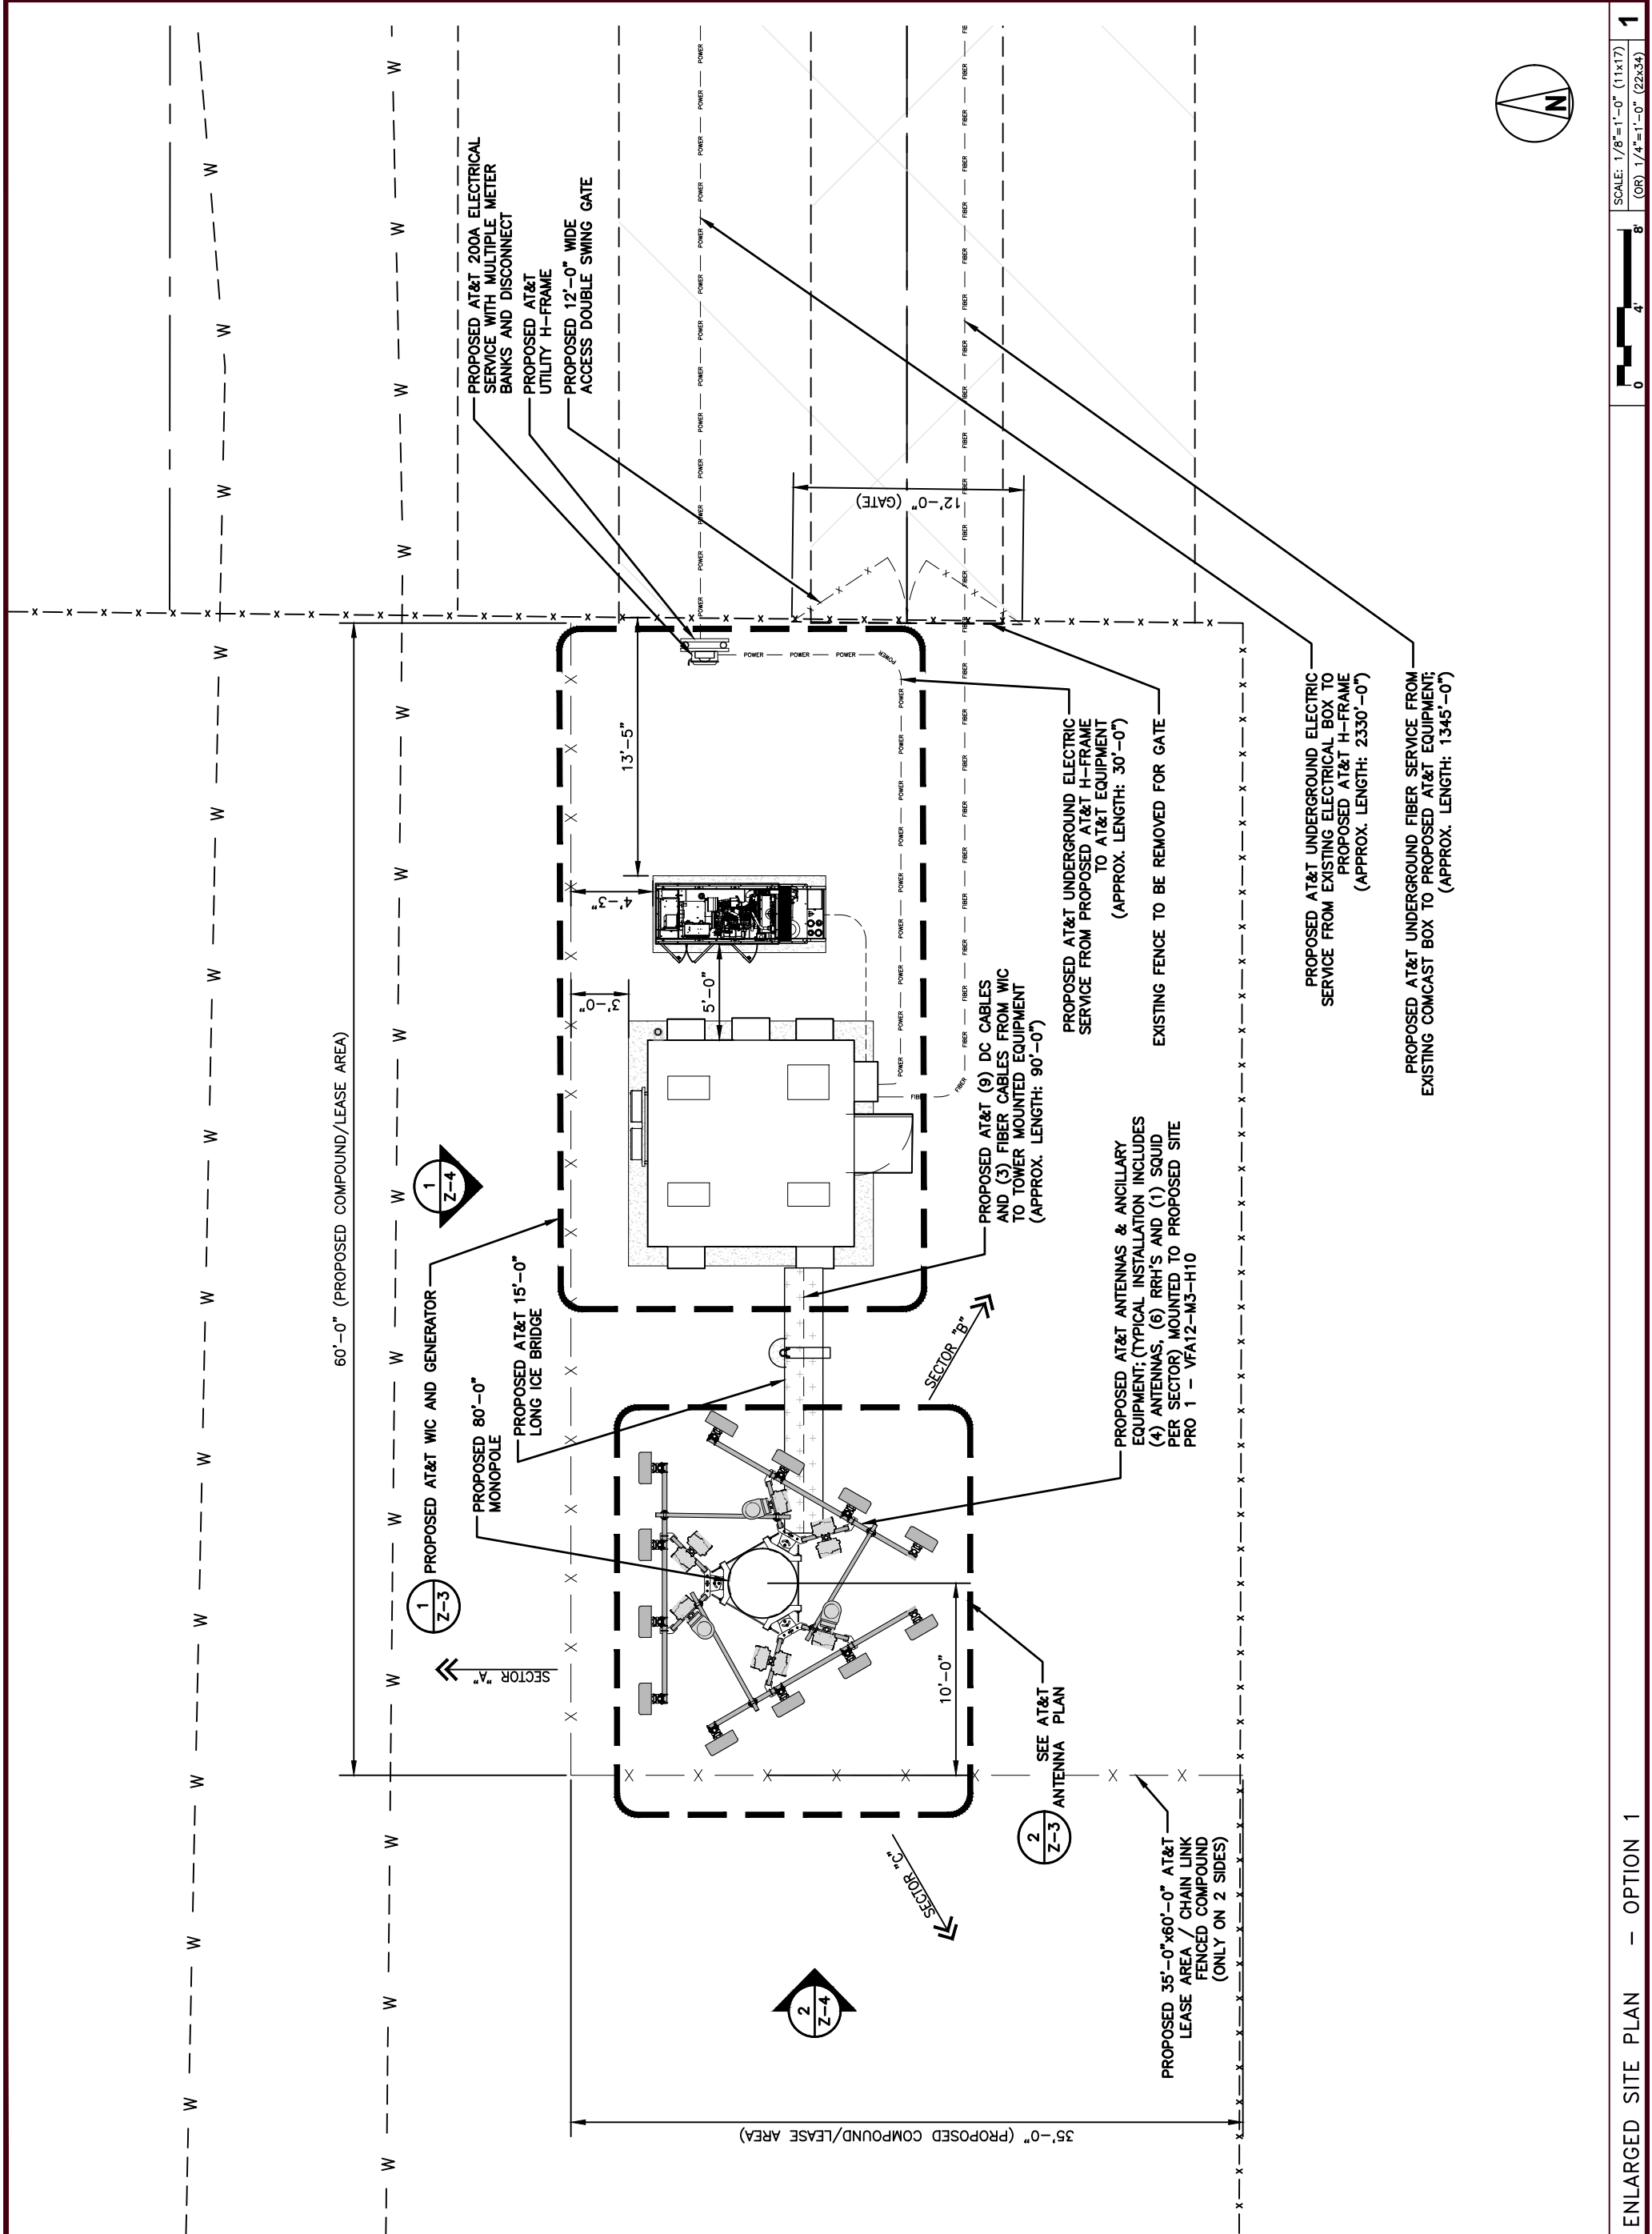 60'-0" (PROPOSED COMPOUND/LEASE AREA)
35'-0" (PROPOSED COMPOUND/LEASE AREA)
1
Z-3
PROPOSED AT&T WIC AND GENERATOR
1
Z-4
PROPOSED 80'-0"
MONOPOLE
PROPOSED AT&T 15'-0"
LONG ICE BRIDGE
SECTOR "A"
SECTOR "B"
SECTOR "C"
2
Z-4
13'-5"
4'-3"
3'-0"
5'-0"
10'-0"
12'-0" (GATE)
PROPOSED AT&T 200A ELECTRICAL
SERVICE WITH MULTIPLE METER
BANKS AND DISCONNECT
PROPOSED AT&T
UTILITY H-FRAME
PROPOSED 12'-0" WIDE
ACCESS DOUBLE SWING GATE
POWER
FIBER
W
X
2
Z-3
SEE AT&T
ANTENNA PLAN
PROPOSED 35'-0"x60'-0" AT&T
LEASE AREA / CHAIN LINK
FENCED COMPOUND
(ONLY ON 2 SIDES)
PROPOSED AT&T ANTENNAS & ANCILLARY
EQUIPMENT; (TYPICAL INSTALLATION INCLUDES
(4) ANTENNAS, (6) RRH'S AND (1) SQUID
PER SECTOR) MOUNTED TO PROPOSED SITE
PRO 1 - VFA12-M3-H10
PROPOSED AT&T (9) DC CABLES
AND (3) FIBER CABLES FROM WIC
TO TOWER MOUNTED EQUIPMENT
(APPROX. LENGTH: 90'-0")
PROPOSED AT&T UNDERGROUND ELECTRIC
SERVICE FROM PROPOSED AT&T H-FRAME
TO AT&T EQUIPMENT
(APPROX. LENGTH: 30'-0")
EXISTING FENCE TO BE REMOVED FOR GATE
PROPOSED AT&T UNDERGROUND ELECTRIC
SERVICE FROM EXISTING ELECTRICAL BOX TO
PROPOSED AT&T H-FRAME
(APPROX. LENGTH: 2330'-0")
PROPOSED AT&T UNDERGROUND FIBER SERVICE FROM
EXISTING COMCAST BOX TO PROPOSED AT&T EQUIPMENT;
(APPROX. LENGTH: 1345'-0")
N
ENLARGED SITE PLAN - OPTION 1
0 4' 8'
SCALE: 1/8"=1'-0" (11x17)
(OR) 1/4"=1'-0" (22x34)
1